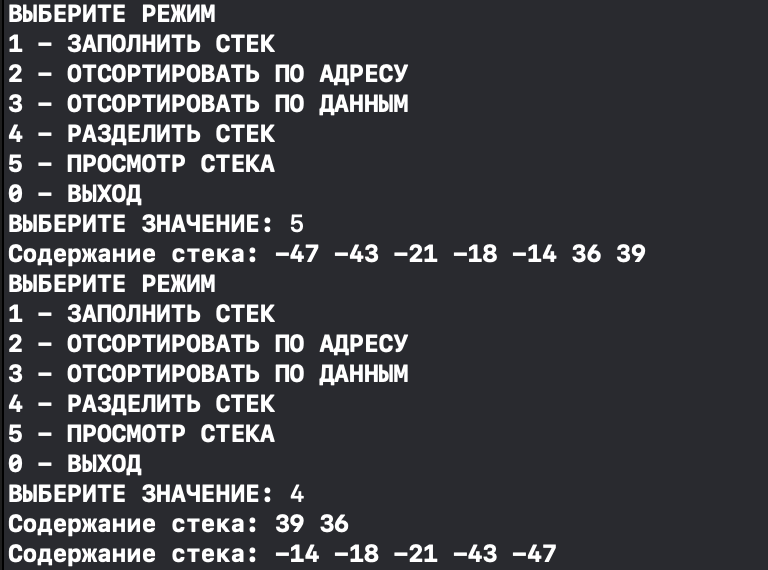 ВЫБЕРИТЕ РЕЖИМ
1 – ЗАПОЛНИТЬ СТЕК
2 – ОТСОРТИРОВАТЬ ПО АДРЕСУ
3 – ОТСОРТИРОВАТЬ ПО ДАННЫМ
4 – РАЗДЕЛИТЬ СТЕК
5 – ПРОСМОТР СТЕКА
0 – ВЫХОД
ВЫБЕРИТЕ ЗНАЧЕНИЕ: 5
Содержание стека: -47 -43 -21 -18 -14 36 39
ВЫБЕРИТЕ РЕЖИМ
1 – ЗАПОЛНИТЬ СТЕК
2 – ОТСОРТИРОВАТЬ ПО АДРЕСУ
3 – ОТСОРТИРОВАТЬ ПО ДАННЫМ
4 – РАЗДЕЛИТЬ СТЕК
5 – ПРОСМОТР СТЕКА
0 – ВЫХОД
ВЫБЕРИТЕ ЗНАЧЕНИЕ: 4
Содержание стека: 39 36
Содержание стека: -14 -18 -21 -43 -47